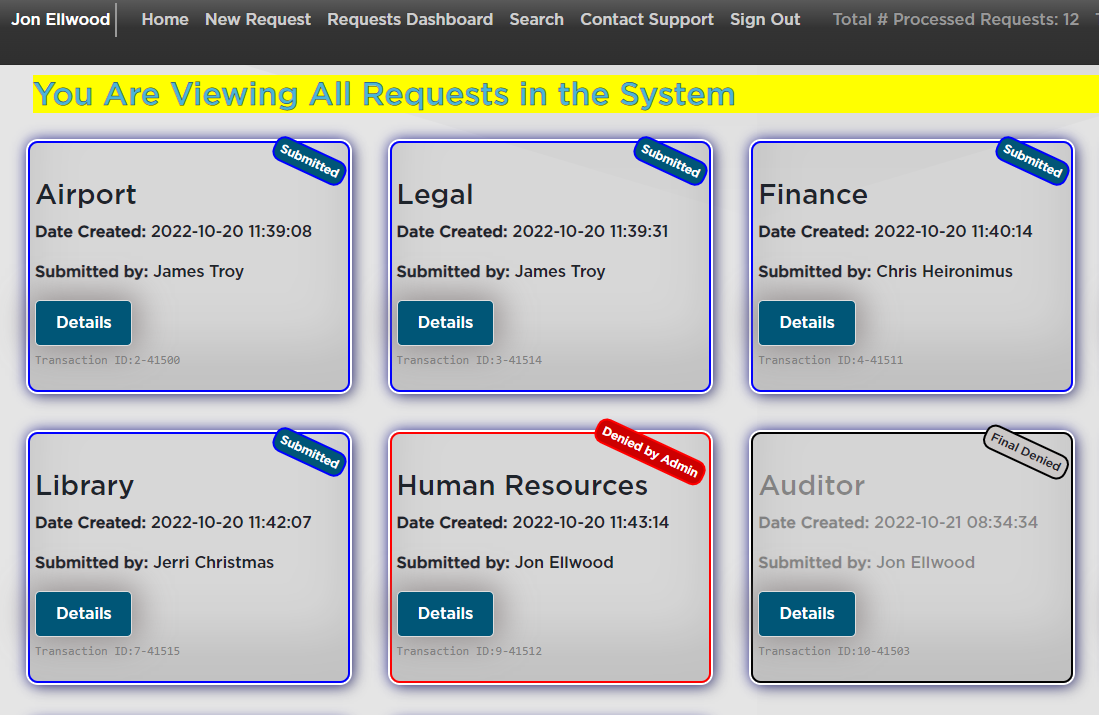 Jon Ellwood Home New Request Requests Dashboard Search Contact Support Sign Out Total # Processed Requests: 12
You Are Viewing All Requests in the System
Submitted
Airport
Date Created: 2022-10-20 11:39:08
Submitted by: James Troy
Details
Transaction ID:2-41500
Submitted
Legal
Date Created: 2022-10-20 11:39:31
Submitted by: James Troy
Details
Transaction ID:3-41514
Submitted
Finance
Date Created: 2022-10-20 11:40:14
Submitted by: Chris Heironimus
Details
Transaction ID:4-41511
Submitted
Library
Date Created: 2022-10-20 11:42:07
Submitted by: Jerri Christmas
Details
Transaction ID:7-41515
Denied by Admin
Human Resources
Date Created: 2022-10-20 11:43:14
Submitted by: Jon Ellwood
Details
Transaction ID:9-41512
Final Denied
Auditor
Date Created: 2022-10-21 08:34:34
Submitted by: Jon Ellwood
Details
Transaction ID:10-41503